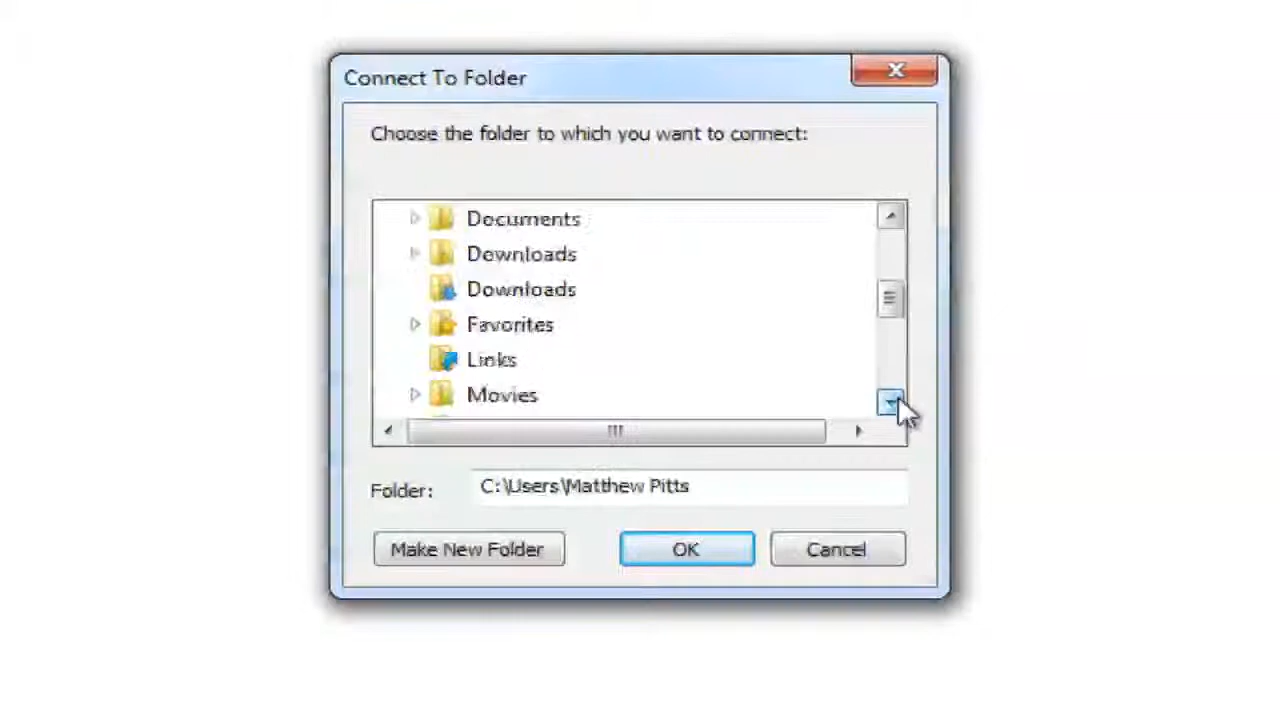 Connect To Folder
Choose the folder to which you want to connect:
Documents
Downloads
Downloads
Favorites
Links
Movies
Folder: C:\Users\Matthew Pitts
Make New Folder OK Cancel